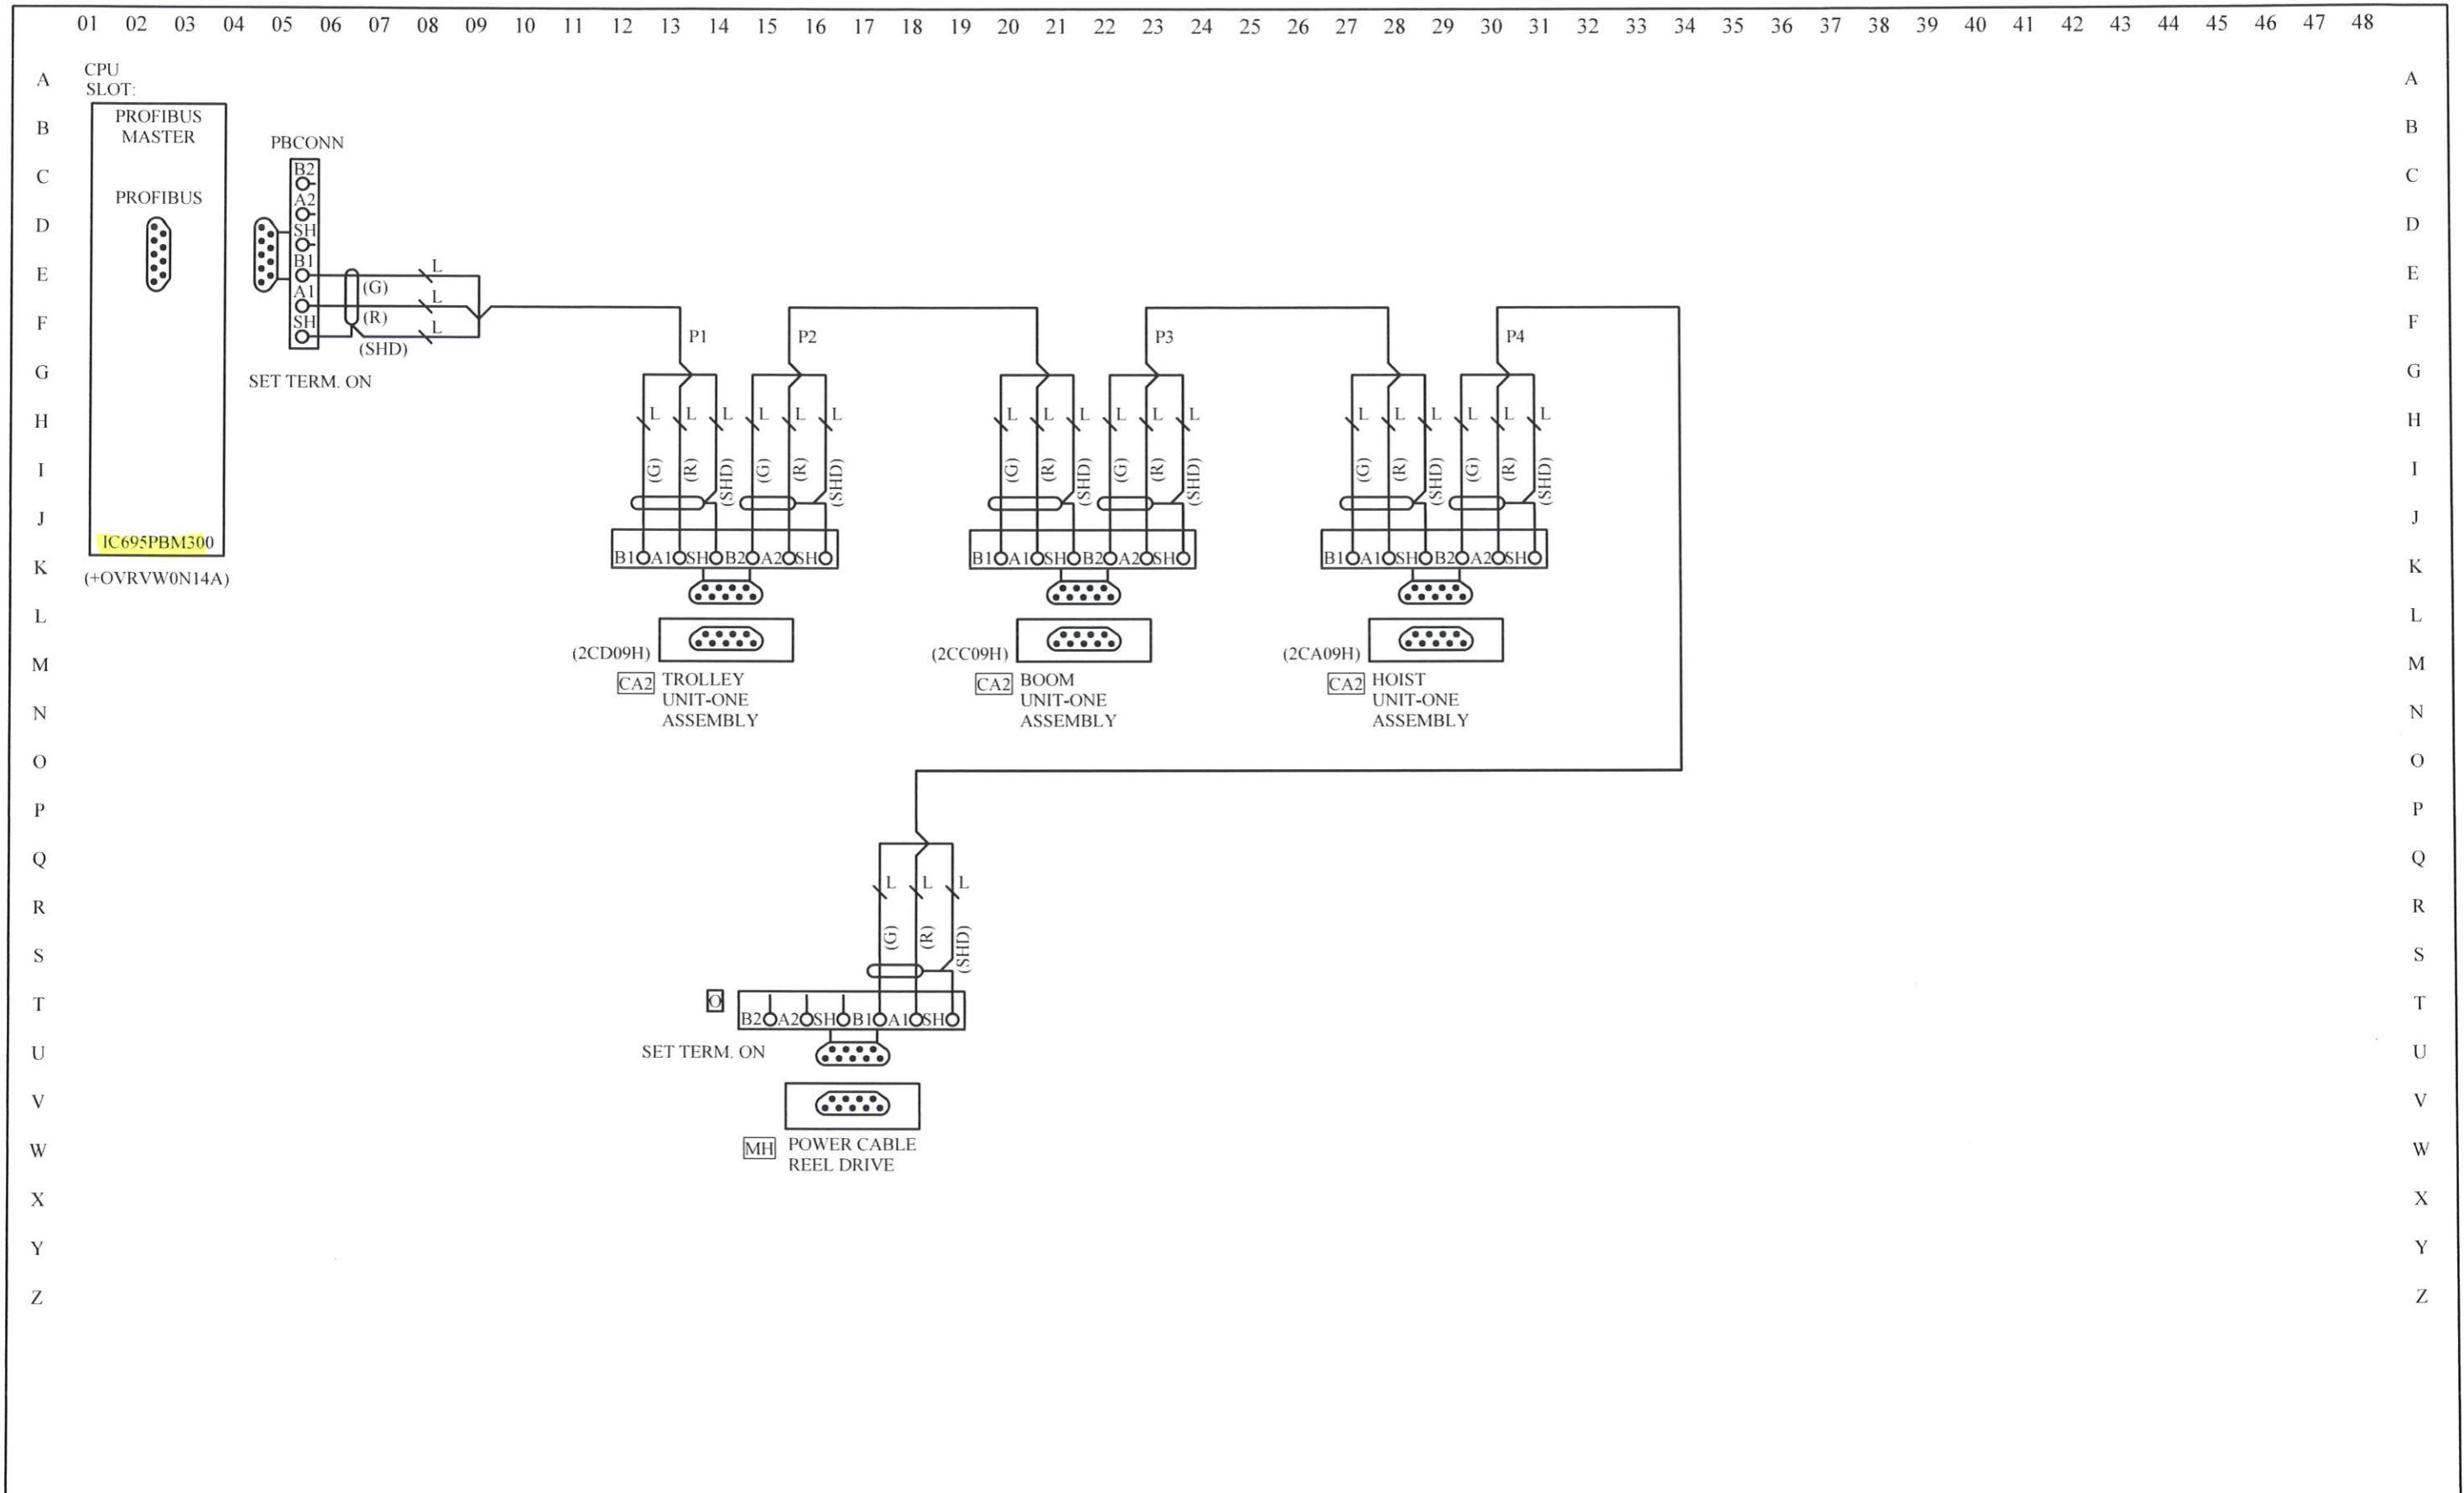 01 02 03 04 05 06 07 08 09 10 11 12 13 14 15 16 17 18 19 20 21 22 23 24 25 26 27 28 29 30 31 32 33 34 35 36 37 38 39 40 41 42 43 44 45 46 47 48
A A
CPU
SLOT:
PROFIBUS
MASTER
B B
PBCONN
B2
C C
PROFIBUS
A2
D D
SH
B1
E L E
(G)
A1 L
(R)
F SH L F
(SHD)
P1 P2 P3 P4
G G
SET TERM. ON
H L L L L L L L L L L L L L L L L L L H
I (G) (R) (SHD) (G) (R) (SHD) (G) (R) (SHD) (G) (R) (SHD) (G) (R) (SHD) (G) (R) (SHD) I
J J
IC695PBM300
B1 A1 SH B2 A2 SH B1 A1 SH B2 A2 SH B1 A1 SH B2 A2 SH
K K
(+OVRVW0N14A)
L L
(2CD09H) (2CC09H) (2CA09H)
M M
CA2 TROLLEY
UNIT-ONE
ASSEMBLY
CA2 BOOM
UNIT-ONE
ASSEMBLY
CA2 HOIST
UNIT-ONE
ASSEMBLY
N N
O O
P P
Q Q
L L L
R R
(G) (R) (SHD)
S S
T O T
B2 A2 SH B1 A1 SH
U SET TERM. ON U
V V
W W
MH POWER CABLE
REEL DRIVE
X X
Y Y
Z Z